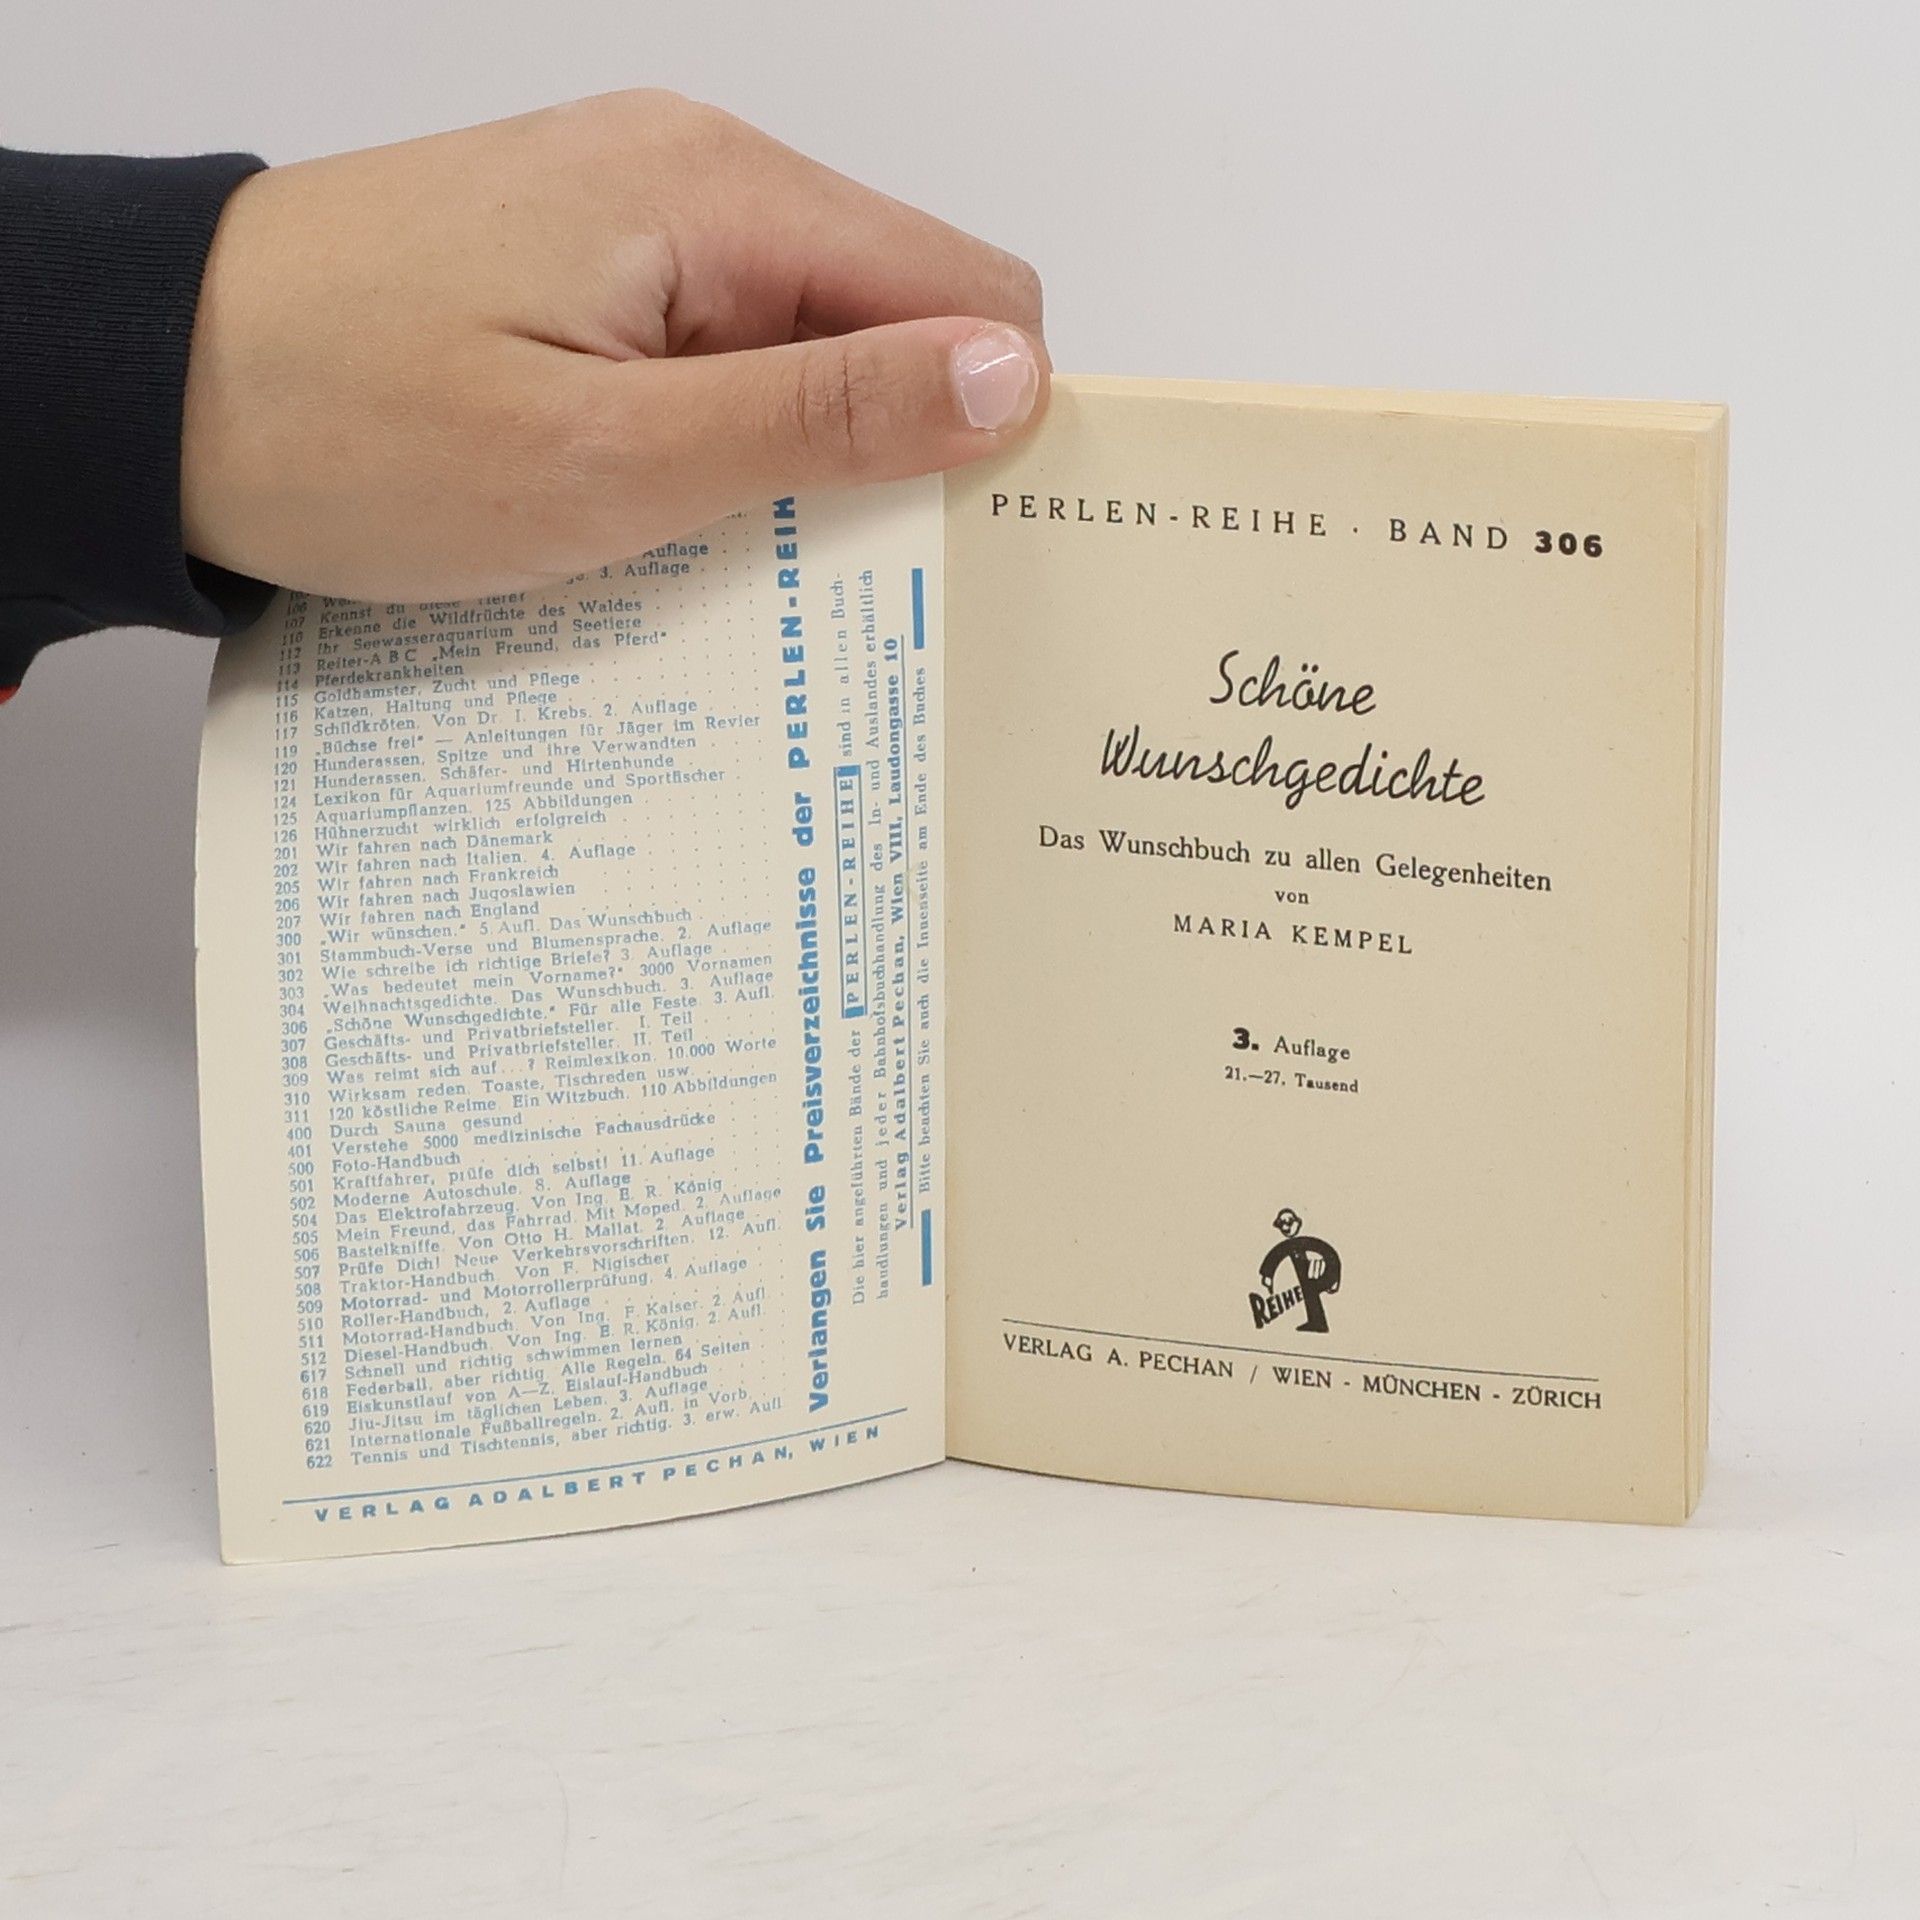 Auflage
3. Auflage
106
107 Kennst du diese Tiere?
110 Erkenne die Wildfrüchte des Waldes
112 Ihr Seewasseraquarium und Seetiere
113 Reiter-A B C „Mein Freund, das Pferd"
114 Pferdekrankheiten
115 Goldhamster, Zucht und Pflege
116 Katzen, Haltung und Pflege
117 Schildkröten. Von Dr. I. Krebs. 2. Auflage
119 „Büchse frei" — Anleitungen für Jäger im Revier
120 Hunderassen, Spitze und ihre Verwandten
121 Hunderassen, Schäfer- und Hirtenhunde
124 Lexikon für Aquariumfreunde und Sportfischer
125 Aquariumpflanzen. 125 Abbildungen
126 Hühnerzucht wirklich erfolgreich
201 Wir fahren nach Dänemark
202 Wir fahren nach Italien. 4. Auflage
205 Wir fahren nach Frankreich
206 Wir fahren nach Jugoslawien
207 Wir fahren nach England
300 „Wir wünschen." 5. Aufl. Das Wunschbuch
301 Stammbuch-Verse und Blumensprache. 2. Auflage
302 Wie schreibe ich richtige Briefe? 3. Auflage
303 „Was bedeutet mein Vorname?" 3000 Vornamen
304 Weihnachtsgedichte. Das Wunschbuch. 3. Auflage
306 „Schöne Wunschgedichte." Für alle Feste. 3. Aufl.
307 Geschäfts- und Privatbriefsteller. I. Teil
308 Geschäfts- und Privatbriefsteller. II. Teil
309 Was reimt sich auf...? Reimlexikon. 10.000 Worte
310 Wirksam reden. Toaste, Tischreden usw.
311 120 köstliche Reime. Ein Witzbuch. 110 Abbildungen
400 Durch Sauna gesund
401 Verstehe 5000 medizinische Fachausdrücke
500 Foto-Handbuch
501 Kraftfahrer, prüfe dich selbst! 11. Auflage
502 Moderne Autoschule. 8. Auflage
504 Das Elektrofahrzeug. Von Ing. E. R. König
505 Mein Freund, das Fahrrad. Mit Moped. 2. Auflage
506 Bastelkniffe. Von Otto H. Mallat. 2. Auflage
507 Prüfe Dich! Neue Verkehrsvorschriften. 12. Aufl.
508 Traktor-Handbuch. Von F. Nigischer
509 Motorrad- und Motorrollerprüfung. 4. Auflage
510 Roller-Handbuch, 2. Auflage
511 Motorrad-Handbuch. Von Ing. F. Kaiser. 2. Aufl.
512 Diesel-Handbuch. Von Ing. E. R. König. 2. Aufl.
617 Schnell und richtig schwimmen lernen
618 Federball, aber richtig. Alle Regeln. 64 Seiten
619 Eiskunstlauf von A—Z. Eislauf-Handbuch
620 Jiu-Jitsu im täglichen Leben. 3. Auflage
621 Internationale Fußballregeln. 2. Aufl. in Vorb.
622 Tennis und Tischtennis, aber richtig. 3. erw. Aufl
Verlangen Sie Preisverzeichnisse der PERLEN-REIH
Die hier angeführten Bände der PERLEN-REIHE sind in allen Buch-
handlungen und jeder Bahnhofsbuchhandlung des In- und Auslandes erhältlich
Verlag Adalbert Pechan, Wien VIII, Laudongasse 10
Bitte beachten Sie auch die Innenseite am Ende des Buches
VERLAG ADALBERT PECHAN, WIEN
PERLEN-REIHE · BAND 306
Schöne
Wunschgedichte
Das Wunschbuch zu allen Gelegenheiten
von
MARIA KEMPEL
3. Auflage
21.—27. Tausend
P
REIHE
VERLAG A. PECHAN / WIEN - MÜNCHEN - ZÜRICH